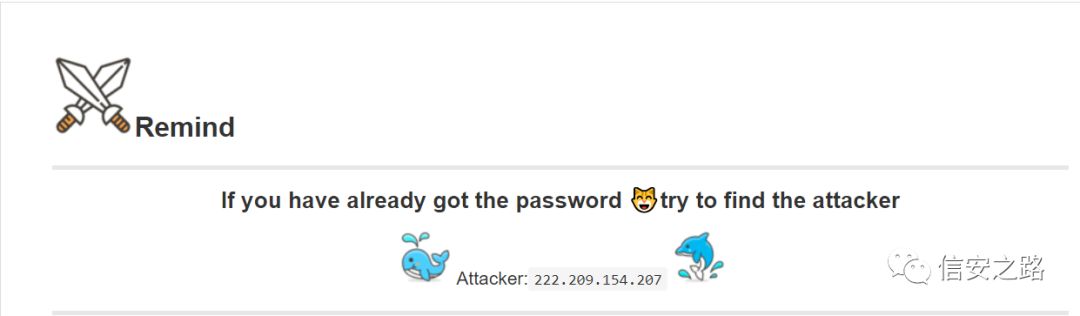 Remind
If you have already got the password 😸try to find the attacker
Attacker: 222.209.154.207
信安之路